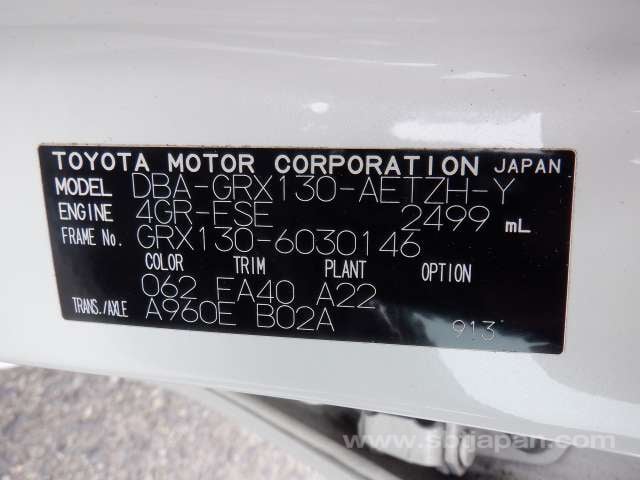 TOYOTA MOTOR CORPORATION JAPAN
MODEL DBA-GRX130-AETZH-Y
ENGINE 4GR-FSE 2499 mL
FRAME No. GRX130-6030146
COLOR TRIM PLANT OPTION
062 FA40 A22
TRANS./AXLE A960E B02A 913
www.sbtjapan.com